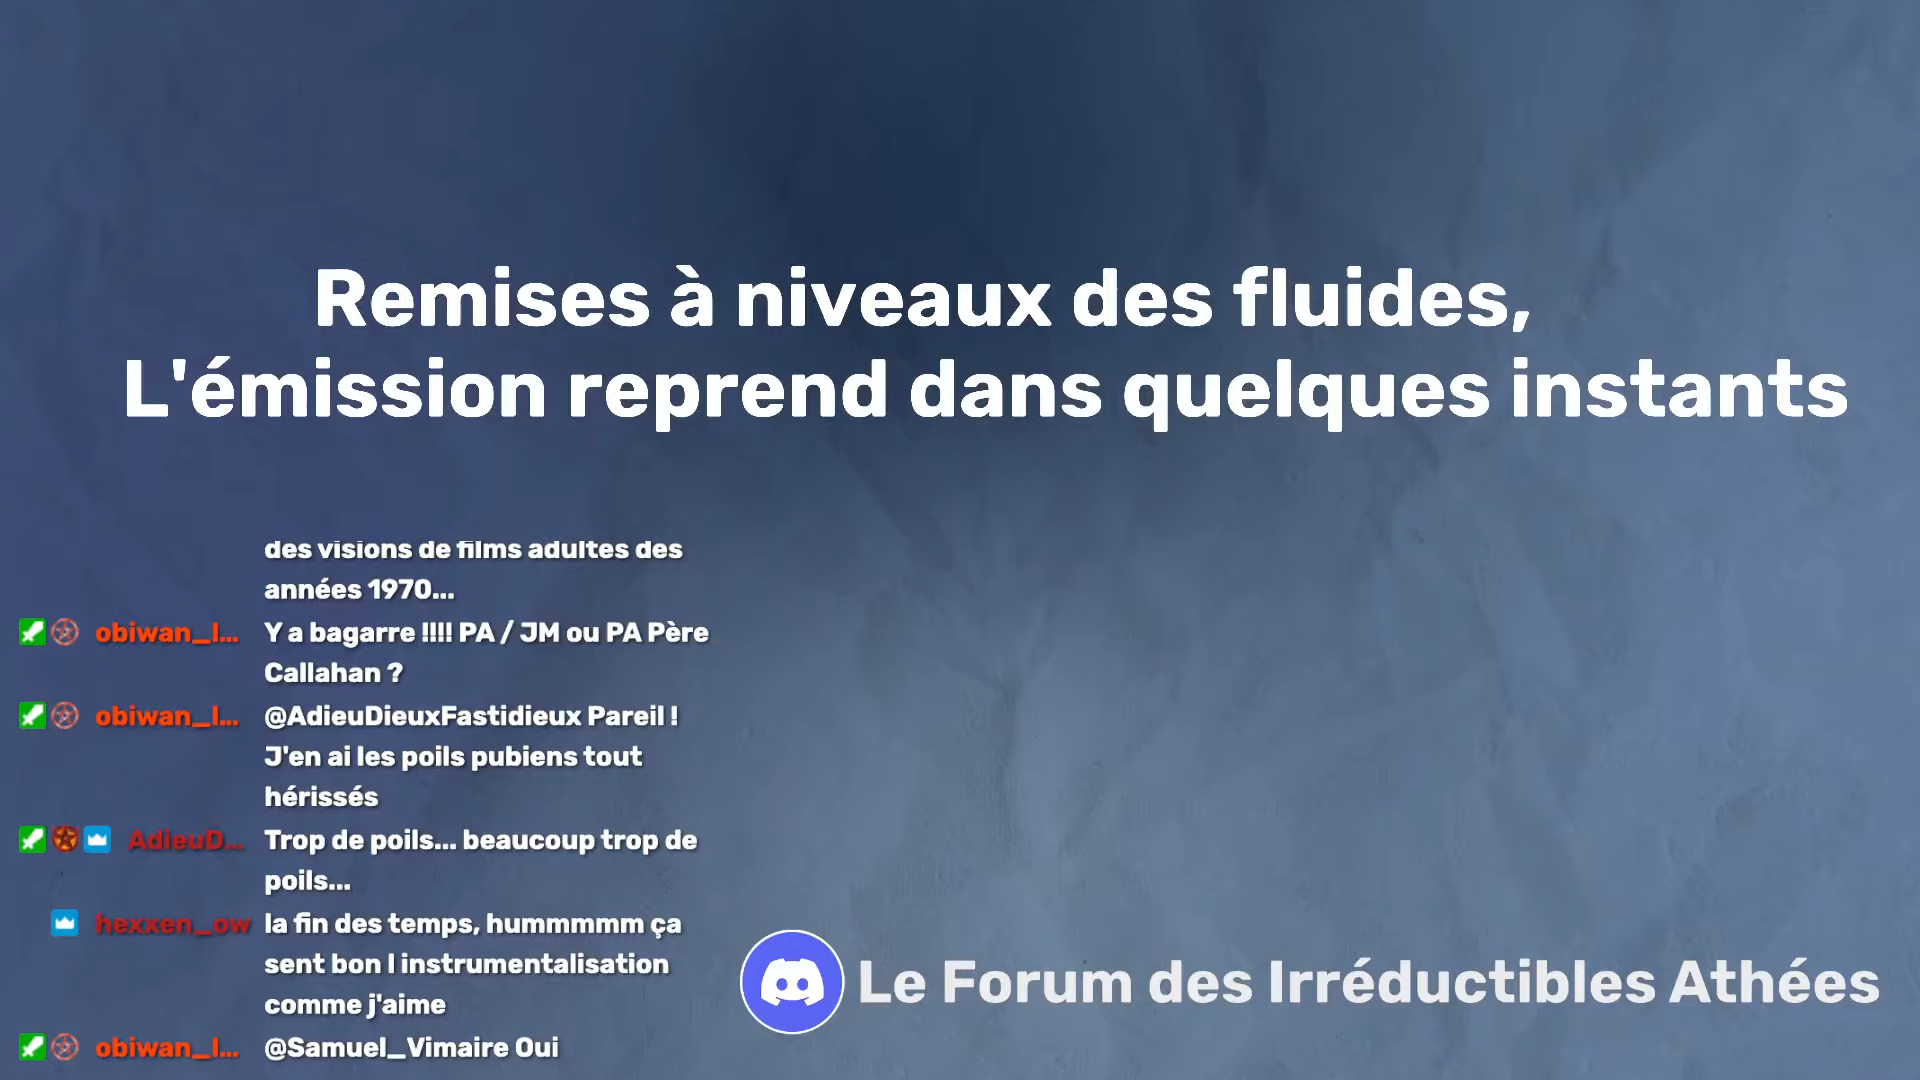 Remises à niveaux des fluides,
L'émission reprend dans quelques instants
des visions de films adultes des
années 1970...
obiwan_l... Y a bagarre !!!! PA / JM ou PA Père
Callahan ?
obiwan_l... @AdieuDieuxFastidieux Pareil !
J'en ai les poils pubiens tout
hérissés
AdieuD... Trop de poils... beaucoup trop de
poils...
hexxen_ow la fin des temps, hummmmm ça
sent bon l instrumentalisation
comme j'aime
obiwan_l... @Samuel_Vimaire Oui
Le Forum des Irréductibles Athées